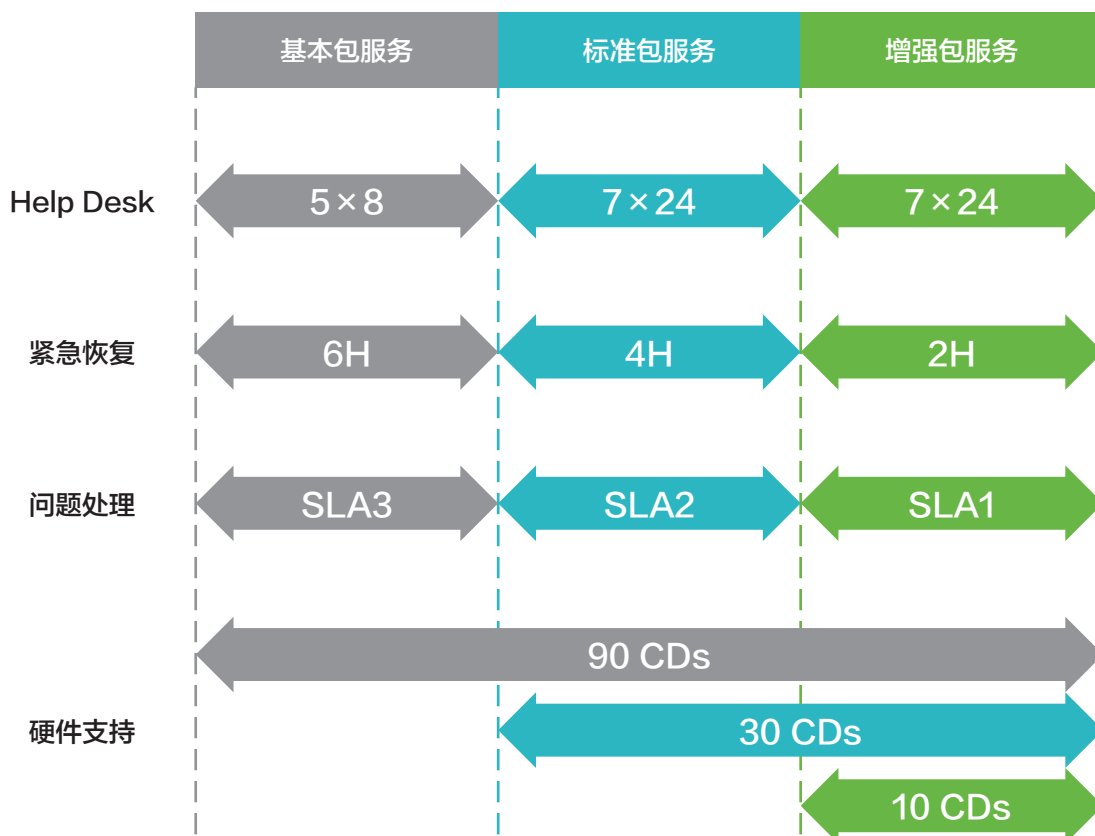 基本包服务 标准包服务 增强包服务
Help Desk 5×8 7×24 7×24
紧急恢复 6H 4H 2H
问题处理 SLA3 SLA2 SLA1
90 CDs
硬件支持 30 CDs
10 CDs